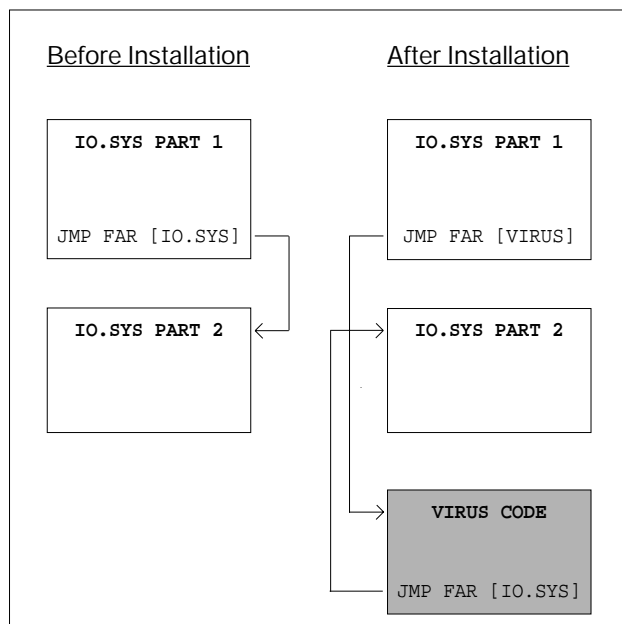 Before Installation
IO.SYS PART 1
JMP FAR [IO.SYS]
IO.SYS PART 2
After Installation
IO.SYS PART 1
JMP FAR [VIRUS]
IO.SYS PART 2
VIRUS CODE
JMP FAR [IO.SYS]